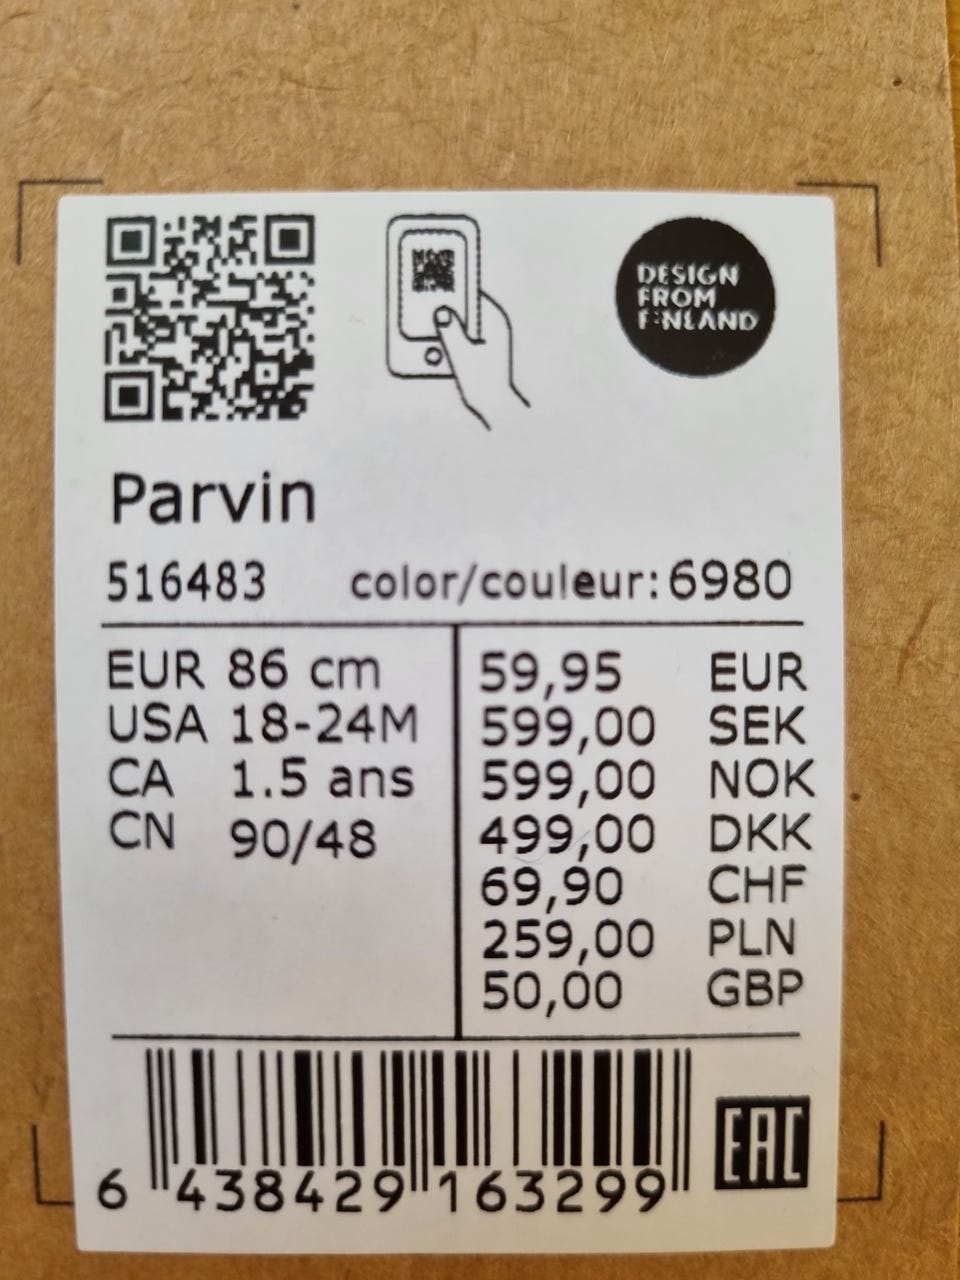 DESIGN
FROM
FINLAND
Parvin
516483 color/couleur: 6980
EUR 86 cm
USA 18-24M
CA 1.5 ans
CN 90/48
59,95 EUR
599,00 SEK
599,00 NOK
499,00 DKK
69,90 CHF
259,00 PLN
50,00 GBP
6 438429 163299
EAC